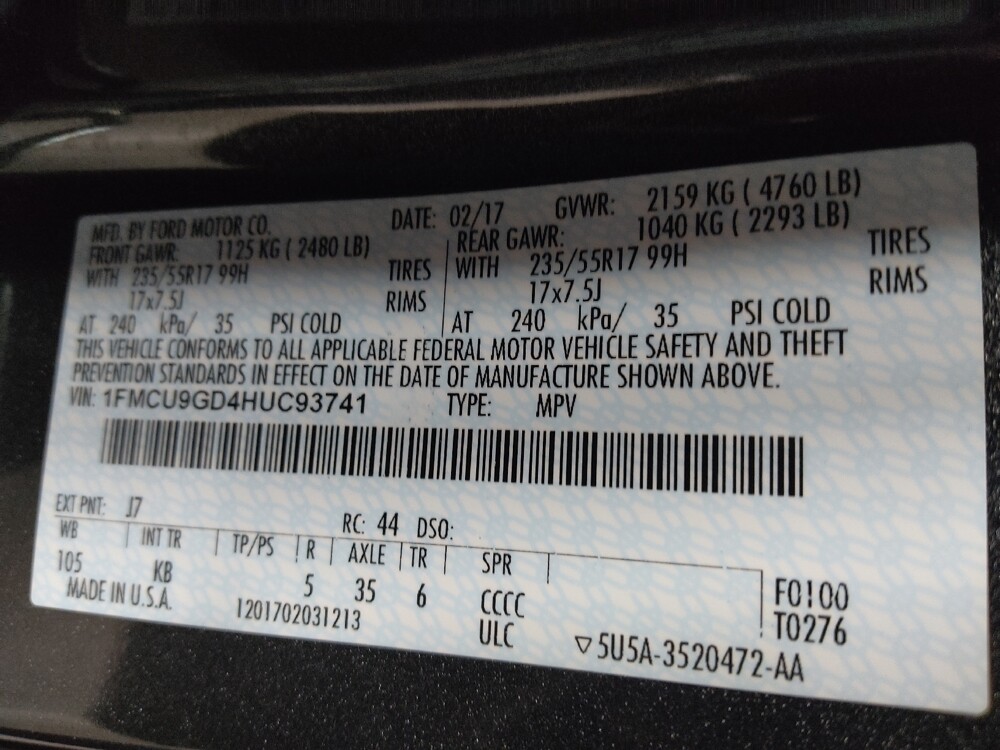 MFD. BY FORD MOTOR CO. DATE: 02/17 GVWR: 2159 KG ( 4760 LB)
FRONT GAWR: 1125 KG ( 2480 LB) REAR GAWR: 1040 KG ( 2293 LB)
WITH 235/55R17 99H TIRES WITH 235/55R17 99H TIRES
17x7.5J RIMS 17x7.5J RIMS
AT 240 kPa/ 35 PSI COLD AT 240 kPa/ 35 PSI COLD
THIS VEHICLE CONFORMS TO ALL APPLICABLE FEDERAL MOTOR VEHICLE SAFETY AND THEFT
PREVENTION STANDARDS IN EFFECT ON THE DATE OF MANUFACTURE SHOWN ABOVE.
VIN: 1FMCU9GD4HUC93741 TYPE: MPV
EXT PNT: J7 RC: 44 DSO:
WB INT TR TP/PS R AXLE TR SPR
105 KB 5 35 6 CCCC F0100
MADE IN U.S.A. 1201702031213 ULC T0276
▽5U5A-3520472-AA